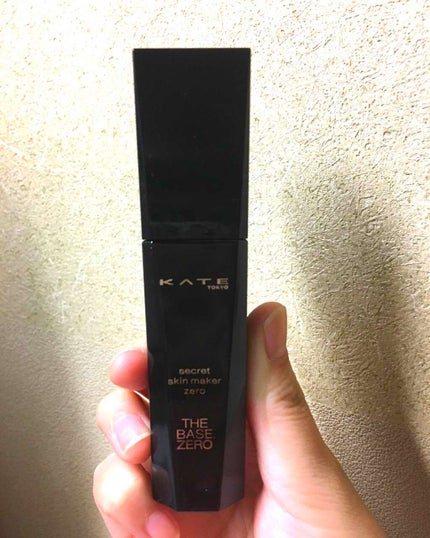 KATE
TOKYO
secret
skin maker
zero
THE
BASE
ZERO